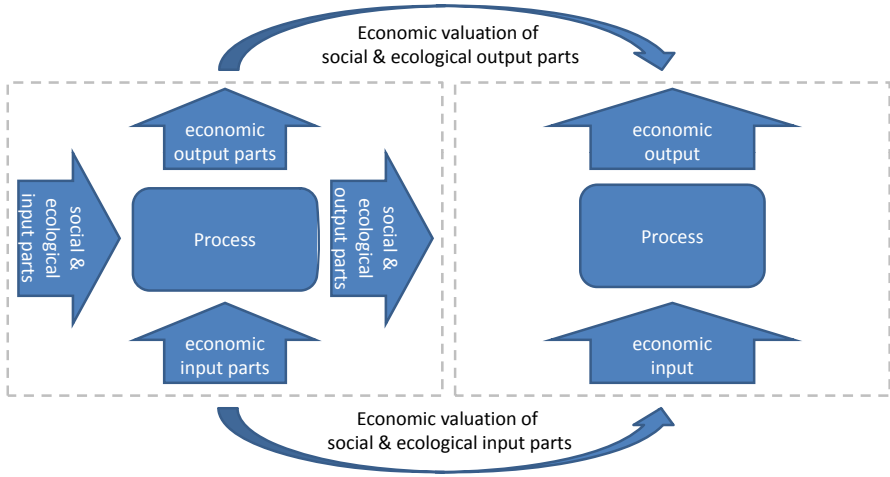 Economic valuation of
social & ecological output parts
economic
output parts
social &
ecological
input parts
Process
social &
ecological
output parts
economic
input parts
economic
output
Process
economic
input
Economic valuation of
social & ecological input parts